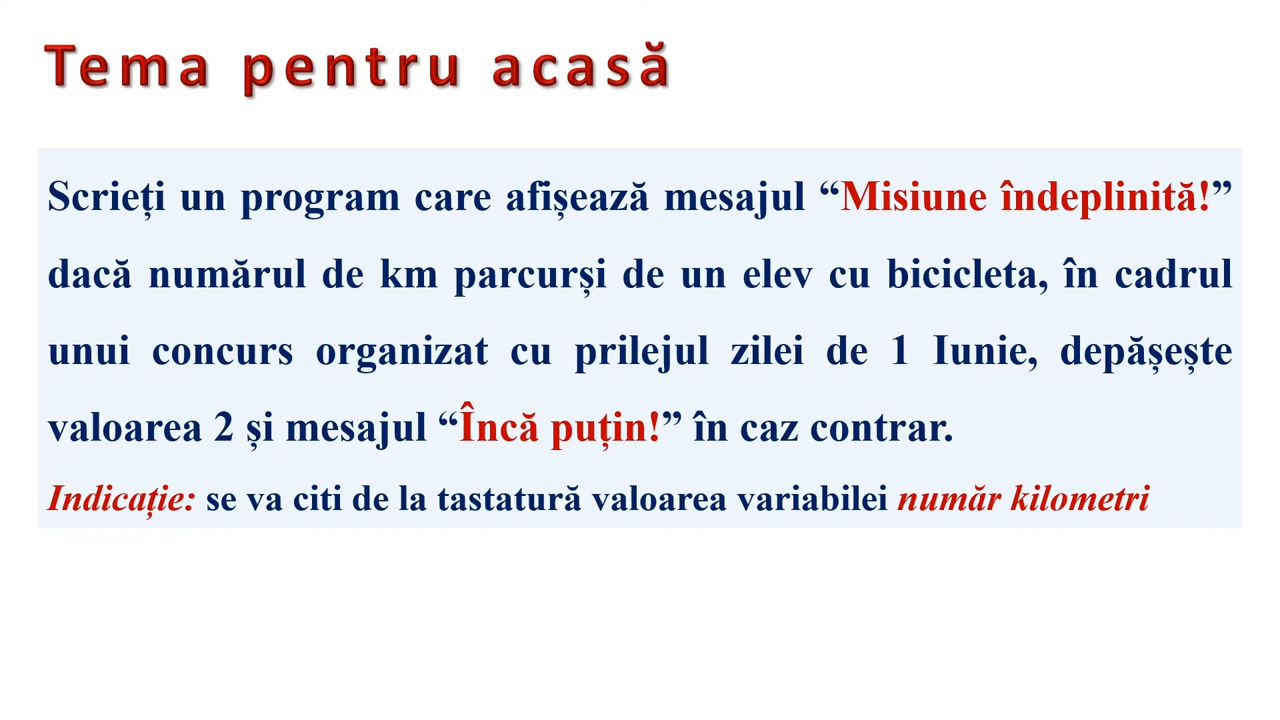 Tema pentru acasă
Scrieți un program care afișează mesajul “Misiune îndeplinită!”
dacă numărul de km parcurși de un elev cu bicicleta, în cadrul
unui concurs organizat cu prilejul zilei de 1 Iunie, depășește
valoarea 2 și mesajul “Încă puțin!” în caz contrar.
Indicație: se va citi de la tastatură valoarea variabilei număr kilometri